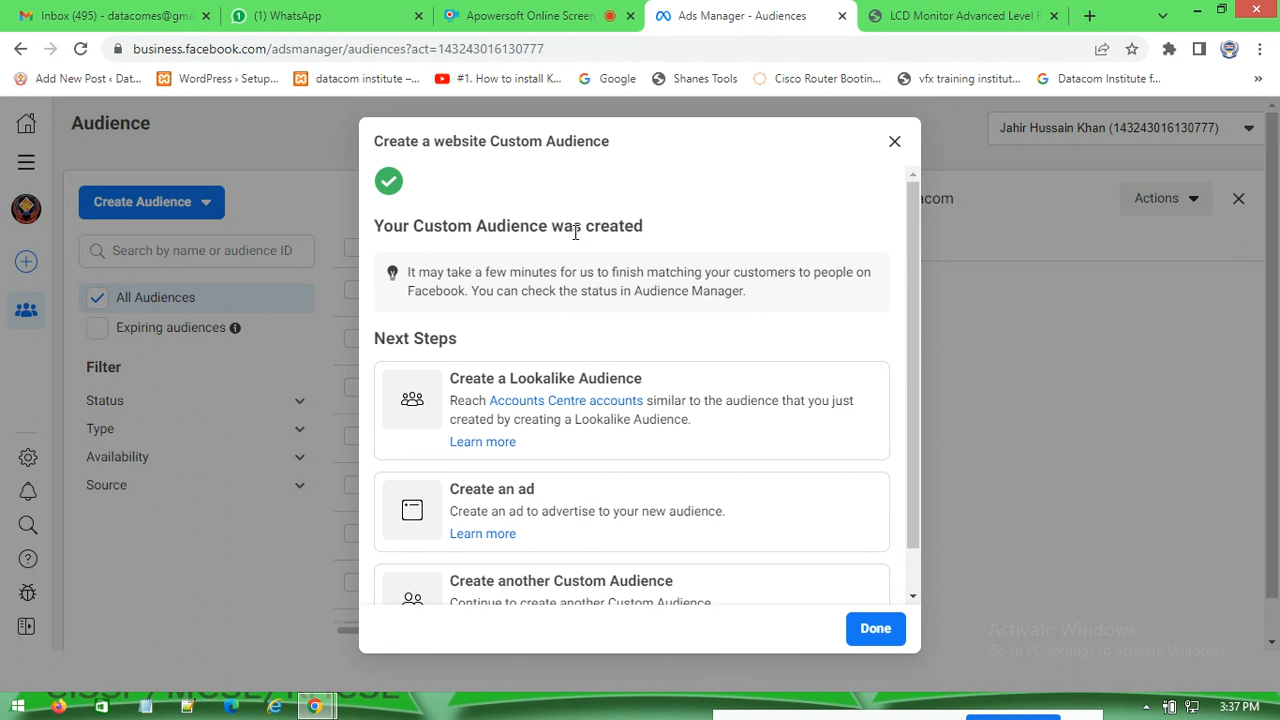 Inbox (495) - datacomes@gma
(1) WhatsApp
Apowersoft Online Screen
Ads Manager - Audiences
LCD Monitor Advanced Level R
business.facebook.com/adsmanager/audiences?act=143243016130777
Add New Post ‹ Dat...
WordPress › Setup...
datacom institute –...
#1. How to install K...
Google
Shanes Tools
Cisco Router Bootin...
vfx training institut...
Datacom Institute f...
Audience
Jahir Hussain Khan (143243016130777)
Create Audience
Search by name or audience ID
All Audiences
Expiring audiences
Filter
Status
Type
Availability
Source
acom
Actions
Create a website Custom Audience
Your Custom Audience was created
It may take a few minutes for us to finish matching your customers to people on
Facebook. You can check the status in Audience Manager.
Next Steps
Create a Lookalike Audience
Reach Accounts Centre accounts similar to the audience that you just
created by creating a Lookalike Audience.
Learn more
Create an ad
Create an ad to advertise to your new audience.
Learn more
Create another Custom Audience
Continue to create another Custom Audience
Done
Activate Windows
Go to PC settings to activate Windows.
3:37 PM